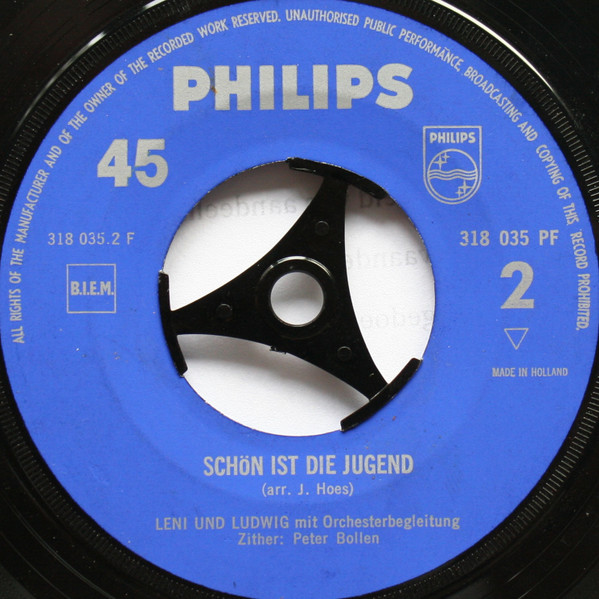 ALL RIGHTS OF THE MANUFACTURER AND OF THE OWNER OF THE RECORDED WORK RESERVED. UNAUTHORISED PUBLIC PERFORMANCE, BROADCASTING AND COPYING OF THIS RECORD PROHIBITED.
PHILIPS
45
PHILIPS
318 035.2 F
318 035 PF
B.I.E.M.
2
MADE IN HOLLAND
SCHÖN IST DIE JUGEND
(arr. J. Hoes)
LENI UND LUDWIG mit Orchesterbegleitung
Zither: Peter Bollen